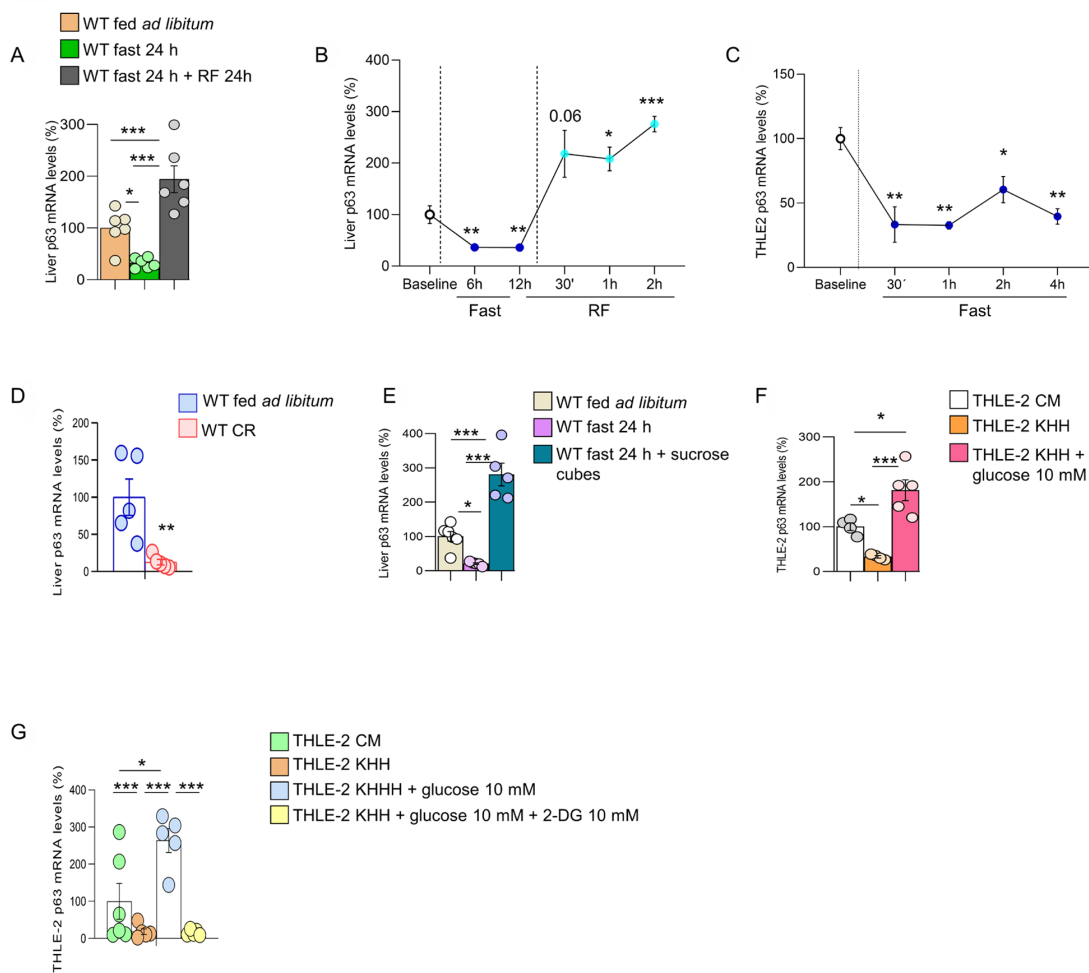 WT fed ad libitum
WT fast 24 h
WT fast 24 h + RF 24h
A
Liver p63 mRNA levels (%)
300
200
100
0
***
***
*
B
Liver p63 mRNA levels (%)
400
300
200
100
0
**
**
0.06
*
***
Baseline
6h
12h
30'
1h
2h
Fast
RF
C
THLE2 p63 mRNA levels (%)
150
100
50
0
**
**
*
**
Baseline
30´
1h
2h
4h
Fast
D
WT fed ad libitum
WT CR
Liver p63 mRNA levels (%)
200
150
100
50
0
**
E
WT fed ad libitum
WT fast 24 h
WT fast 24 h + sucrose
cubes
Liver p63 mRNA levels (%)
400
300
200
100
0
***
***
*
F
THLE-2 CM
THLE-2 KHH
THLE-2 KHH +
glucose 10 mM
THLE-2 p63 mRNA levels (%)
300
200
100
0
*
***
*
G
THLE-2 CM
THLE-2 KHH
THLE-2 KHHH + glucose 10 mM
THLE-2 KHH + glucose 10 mM + 2-DG 10 mM
THLE-2 p63 mRNA levels (%)
400
300
200
100
0
*
***
***
***